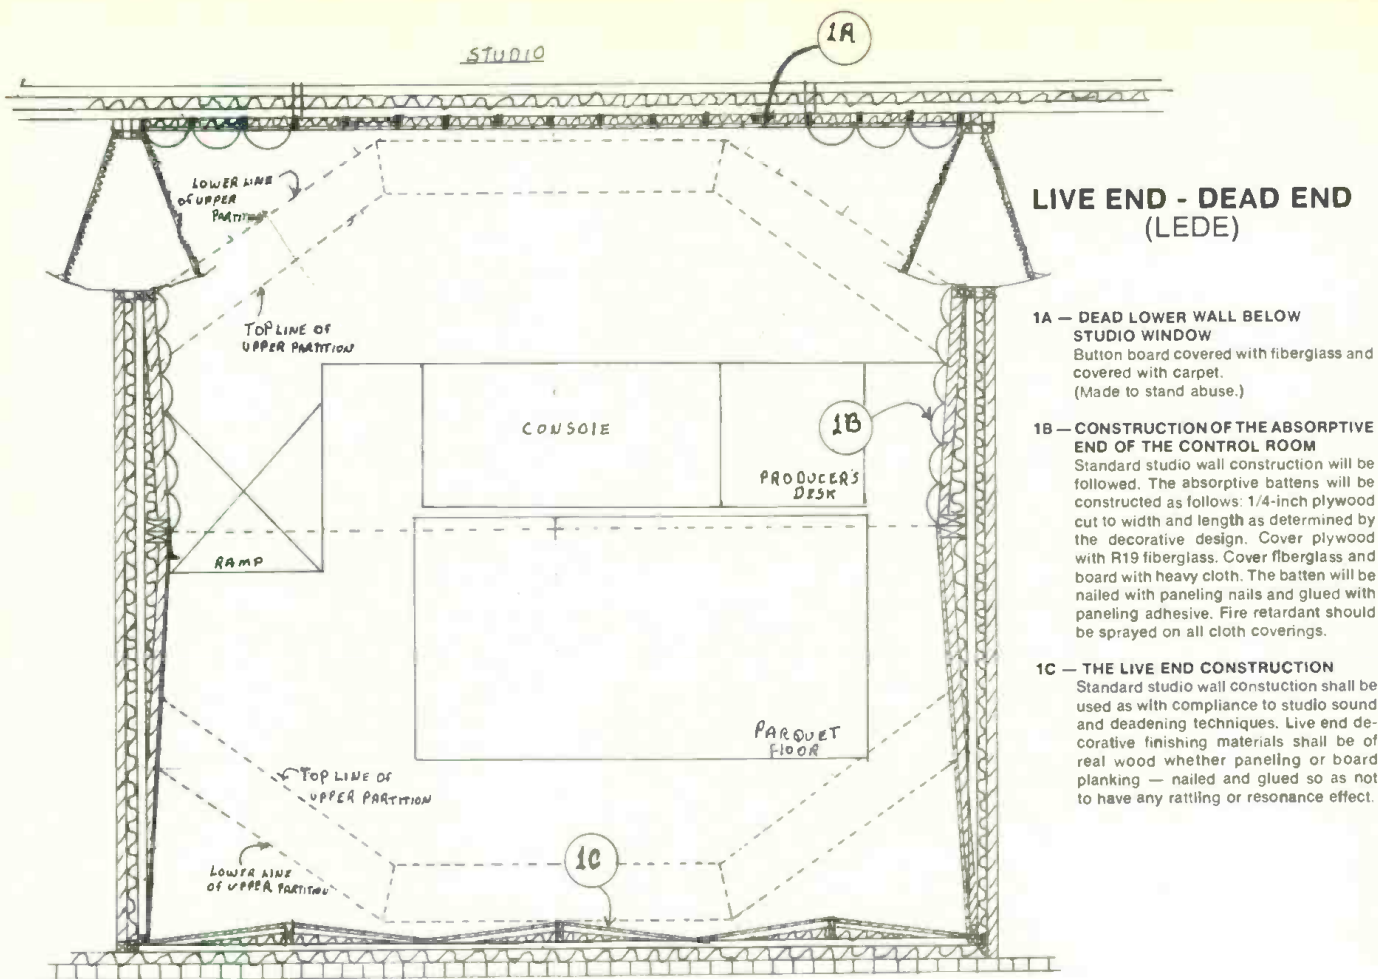 STUDIO
1A
LOWER LINE
OF UPPER
PARTITION
TOP LINE OF
UPPER PARTITION
CONSOLE
1B
PRODUCER'S
DESK
RAMP
PARQUET
FLOOR
TOP LINE OF
UPPER PARTITION
LOWER LINE
OF UPPER PARTITION
1C
LIVE END - DEAD END
(LEDE)
1A — DEAD LOWER WALL BELOW
STUDIO WINDOW
Button board covered with fiberglass and
covered with carpet.
(Made to stand abuse.)
1B — CONSTRUCTION OF THE ABSORPTIVE
END OF THE CONTROL ROOM
Standard studio wall construction will be
followed. The absorptive battens will be
constructed as follows: 1/4-inch plywood
cut to width and length as determined by
the decorative design. Cover plywood
with R19 fiberglass. Cover fiberglass and
board with heavy cloth. The batten will be
nailed with paneling nails and glued with
paneling adhesive. Fire retardant should
be sprayed on all cloth coverings.
1C — THE LIVE END CONSTRUCTION
Standard studio wall constuction shall be
used as with compliance to studio sound
and deadening techniques. Live end de-
corative finishing materials shall be of
real wood whether paneling or board
planking — nailed and glued so as not
to have any rattling or resonance effect.